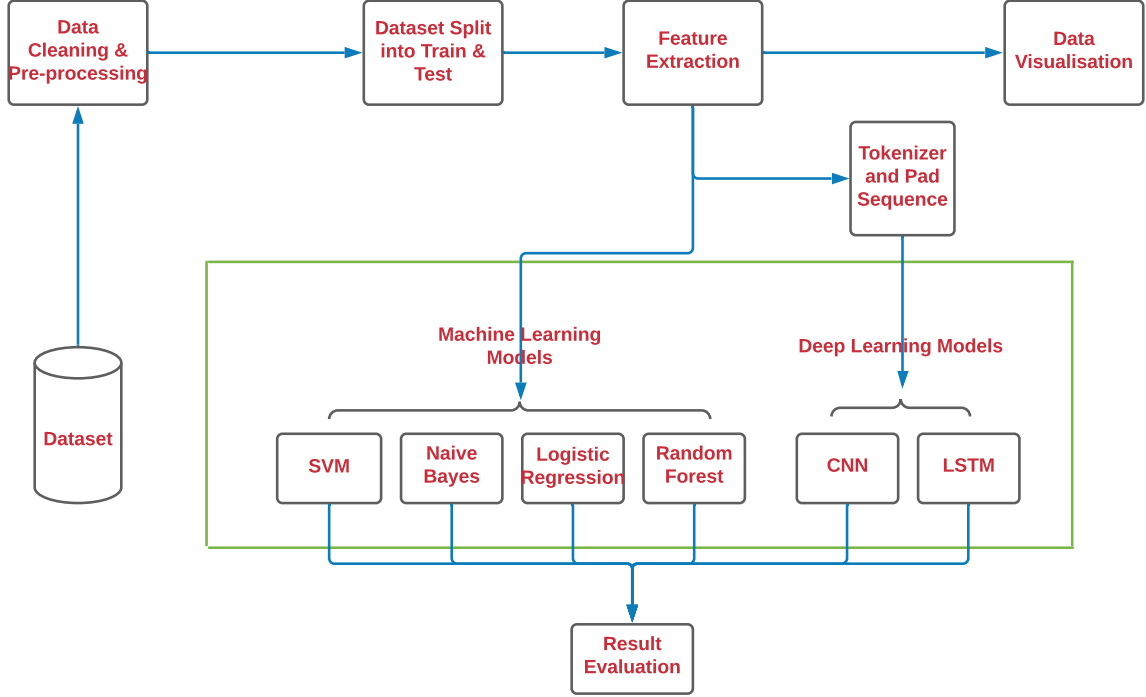 Data
Cleaning &
Pre-processing
Dataset Split
into Train &
Test
Feature
Extraction
Data
Visualisation
Tokenizer
and Pad
Sequence
Machine Learning
Models
Deep Learning Models
Dataset
SVM
Naive
Bayes
Logistic
Regression
Random
Forest
CNN
LSTM
Result
Evaluation